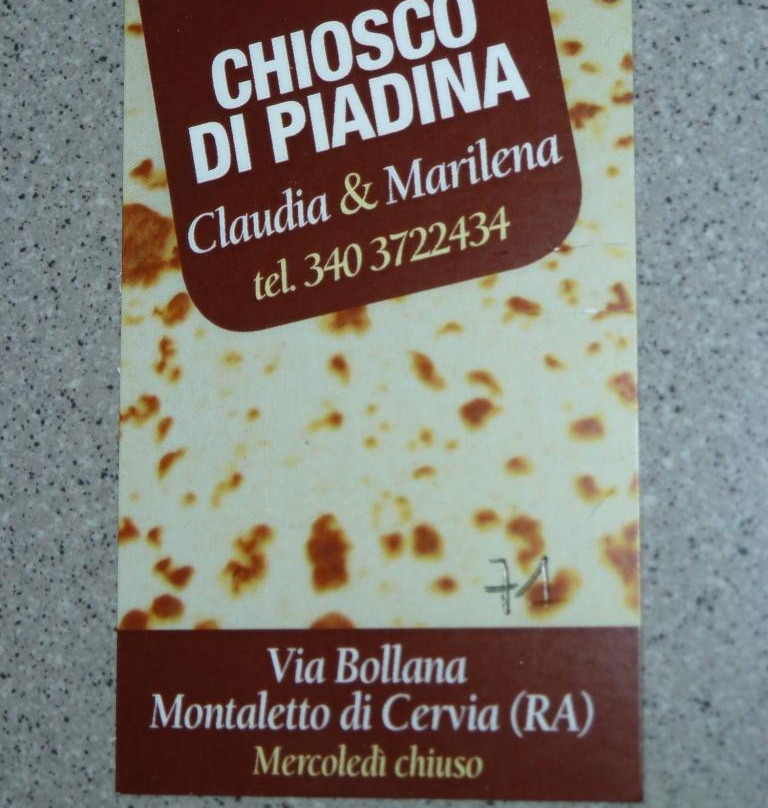 CHIOSCO
DI PIADINA
Claudia & Marilena
tel. 340 3722434
71
Via Bollana
Montaletto di Cervia (RA)
Mercoledì chiuso